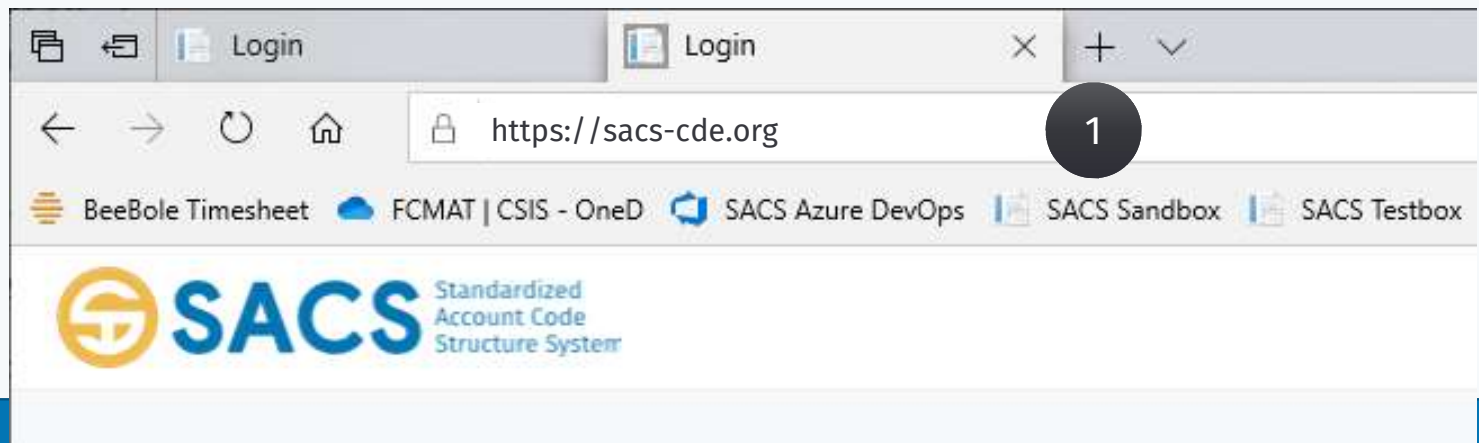 Login Login
https://sacs-cde.org 1
BeeBole Timesheet FCMAT | CSIS - OneD SACS Azure DevOps SACS Sandbox SACS Testbox
SACS
Standardized
Account Code
Structure System